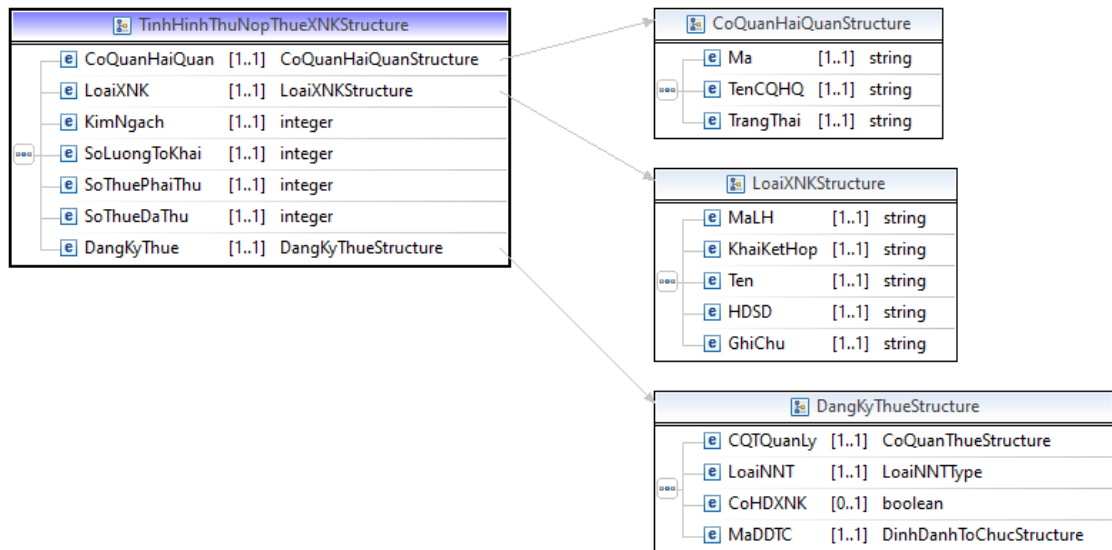 TinhHinhThuNopThueXNKStructure
CoQuanHaiQuan [1..1] CoQuanHaiQuanStructure
LoaiXNK [1..1] LoaiXNKStructure
KimNgach [1..1] integer
SoLuongToKhai [1..1] integer
SoThuePhaiThu [1..1] integer
SoThueDaThu [1..1] integer
DangKyThue [1..1] DangKyThueStructure
CoQuanHaiQuanStructure
Ma [1..1] string
TenCQHQ [1..1] string
TrangThai [1..1] string
LoaiXNKStructure
MaLH [1..1] string
KhaiKetHop [1..1] string
Ten [1..1] string
HDSD [1..1] string
GhiChu [1..1] string
DangKyThueStructure
CQTQuanLy [1..1] CoQuanThueStructure
LoaiNNT [1..1] LoaiNNTType
CoHDXNK [0..1] boolean
MaDDTC [1..1] DinhDanhToChucStructure